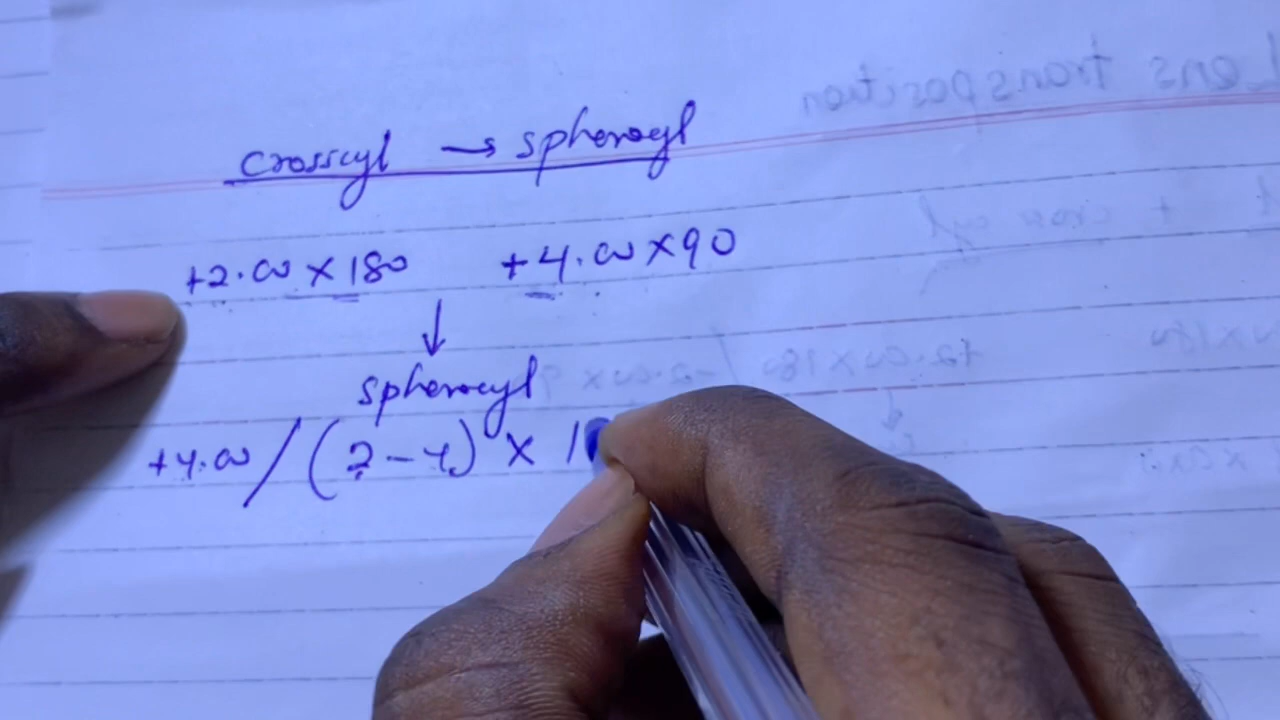 Crosscyl → spherocyl
+2.00 × 180 +4.00 × 90
↓
spherocyl
+4.00 / (2-4) × 1